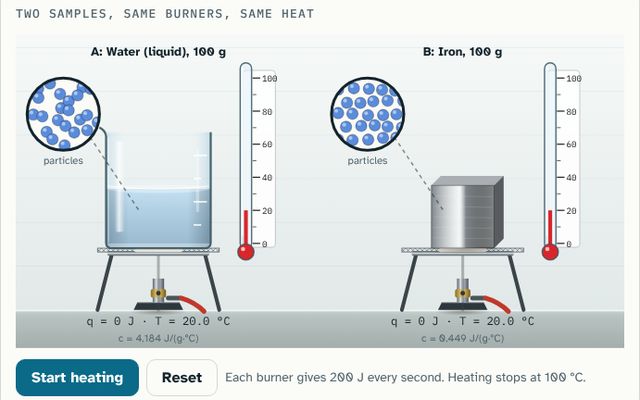 TWO SAMPLES, SAME BURNERS, SAME HEAT
A: Water (liquid), 100 g
B: Iron, 100 g
100
80
60
40
20
0
100
80
60
40
20
0
particles
particles
q = 0 J · T = 20.0 °C
q = 0 J · T = 20.0 °C
c = 4.184 J/(g·°C)
c = 0.449 J/(g·°C)
Start heating
Reset
Each burner gives 200 J every second. Heating stops at 100 °C.